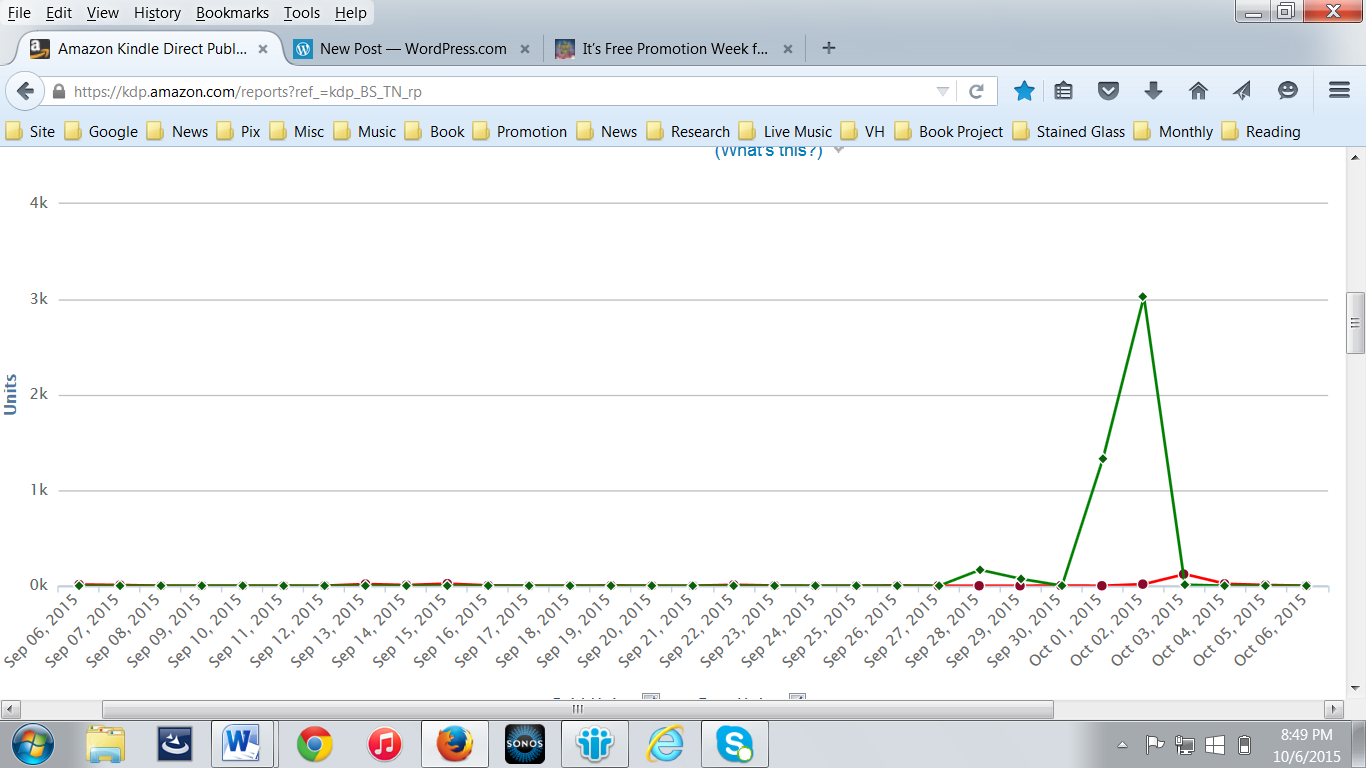 File Edit View History Bookmarks Tools Help
Amazon Kindle Direct Publ... New Post — WordPress.com It's Free Promotion Week f...
https://kdp.amazon.com/reports?ref_=kdp_BS_TN_rp
Site Google News Pix Misc Music Book Promotion News Research Live Music VH Book Project Stained Glass Monthly Reading
(What's this?)
4k
3k
2k
Units
1k
0k
Sep 06, 2015 Sep 07, 2015 Sep 08, 2015 Sep 09, 2015 Sep 10, 2015 Sep 11, 2015 Sep 12, 2015 Sep 13, 2015 Sep 14, 2015 Sep 15, 2015 Sep 16, 2015 Sep 17, 2015 Sep 18, 2015 Sep 19, 2015 Sep 20, 2015 Sep 21, 2015 Sep 22, 2015 Sep 23, 2015 Sep 24, 2015 Sep 25, 2015 Sep 26, 2015 Sep 27, 2015 Sep 28, 2015 Sep 29, 2015 Sep 30, 2015 Oct 01, 2015 Oct 02, 2015 Oct 03, 2015 Oct 04, 2015 Oct 05, 2015 Oct 06, 2015
SONOS
8:49 PM
10/6/2015